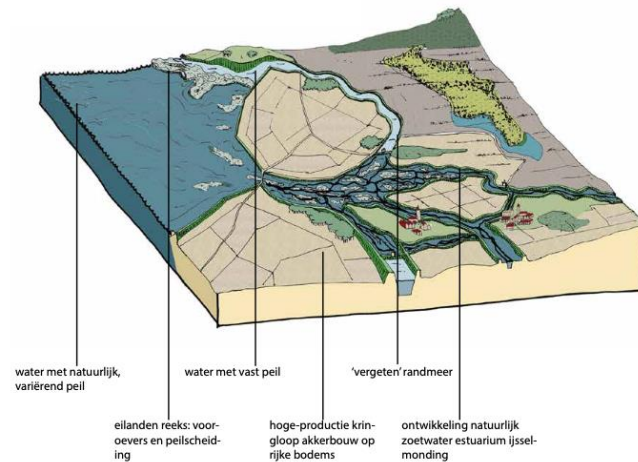 water met natuurlijk,
variërend peil
water met vast peil
'vergeten' randmeer
eilanden reeks: voor-
oevers en peilscheid-
ing
hoge-productie krin-
gloop akkerbouw op
rijke bodems
ontwikkeling natuurlijk
zoetwater estuarium ijssel-
monding